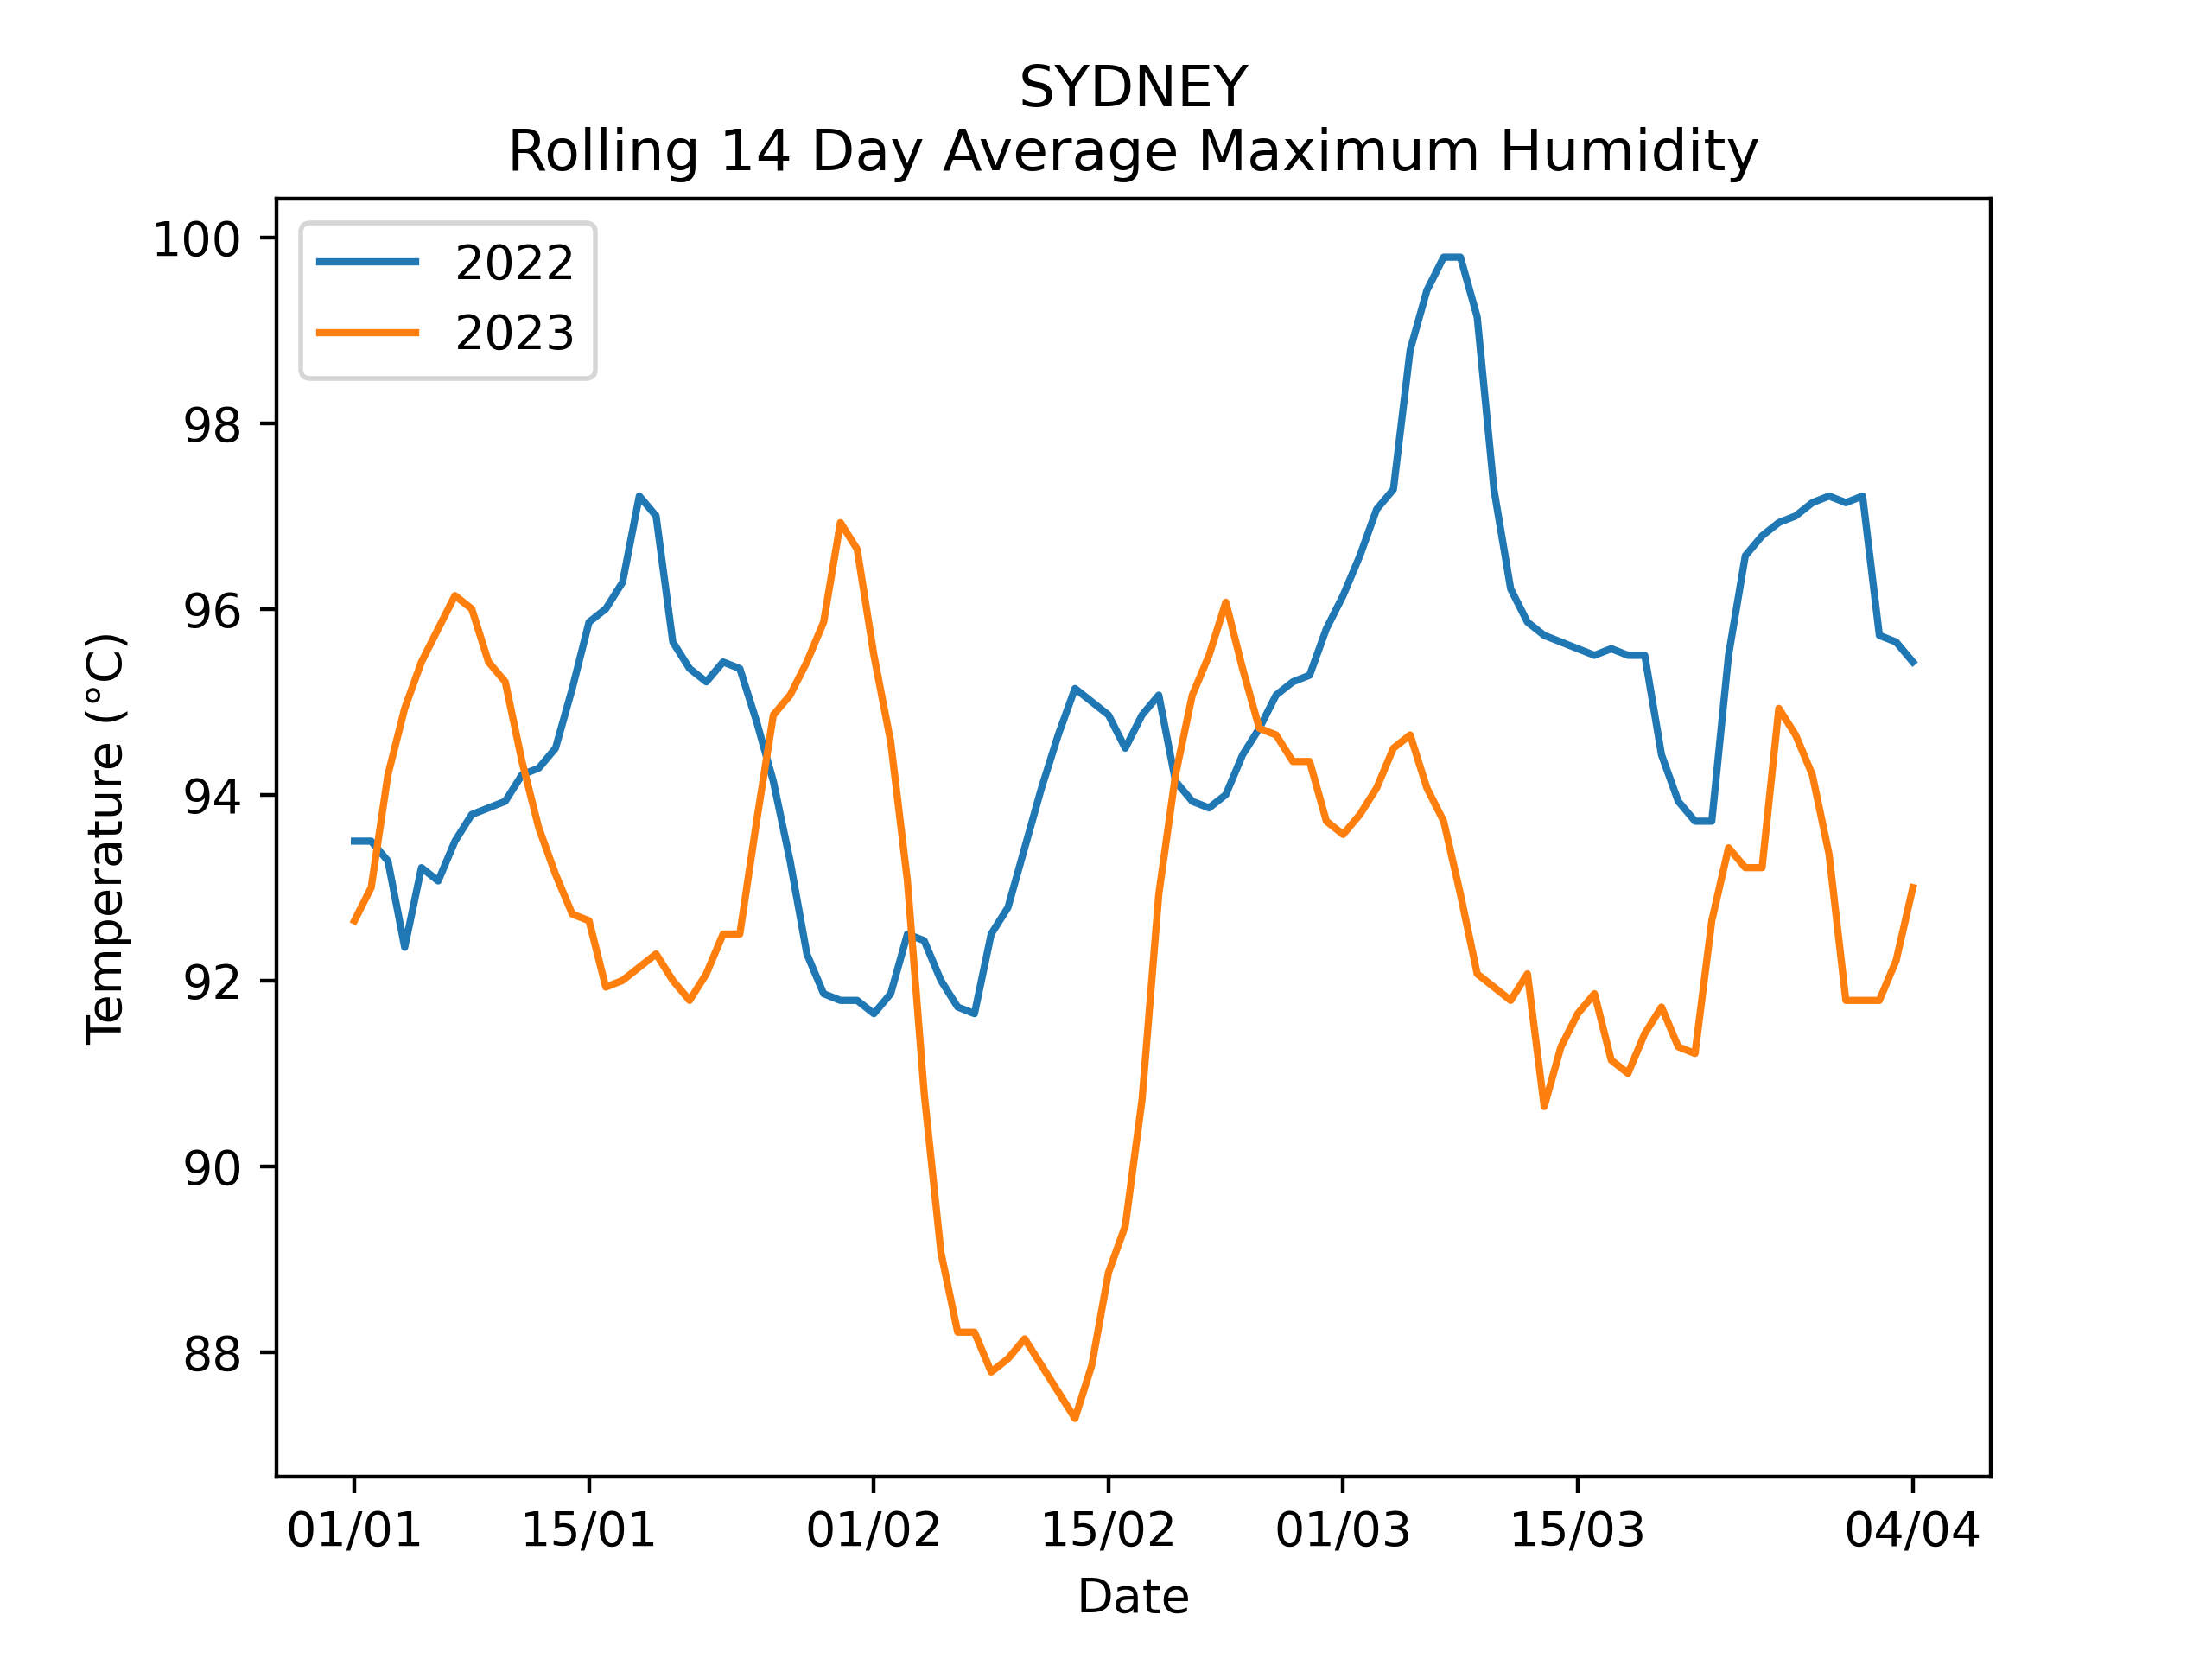 SYDNEY
Rolling 14 Day Average Maximum Humidity
2022
2023
Temperature (°C)
100
98
96
94
92
90
88
01/01 15/01 01/02 15/02 01/03 15/03 04/04
Date